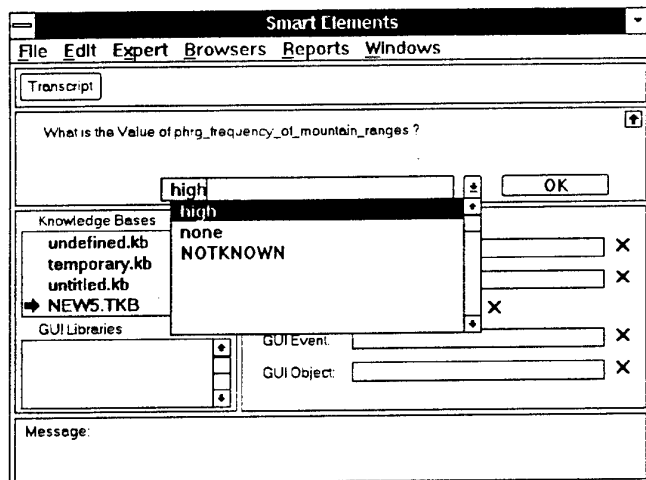 Smart Elements
File Edit Expert Browsers Reports Windows
Transcript
What is the Value of phrg_frequency_of_mountain_ranges ?
high
OK
high
none
NOTKNOWN
Knowledge Bases
undefined.kb
temporary.kb
untitled.kb
NEW5.TKB
GUI Libraries
GUI Event:
GUI Object:
Message: